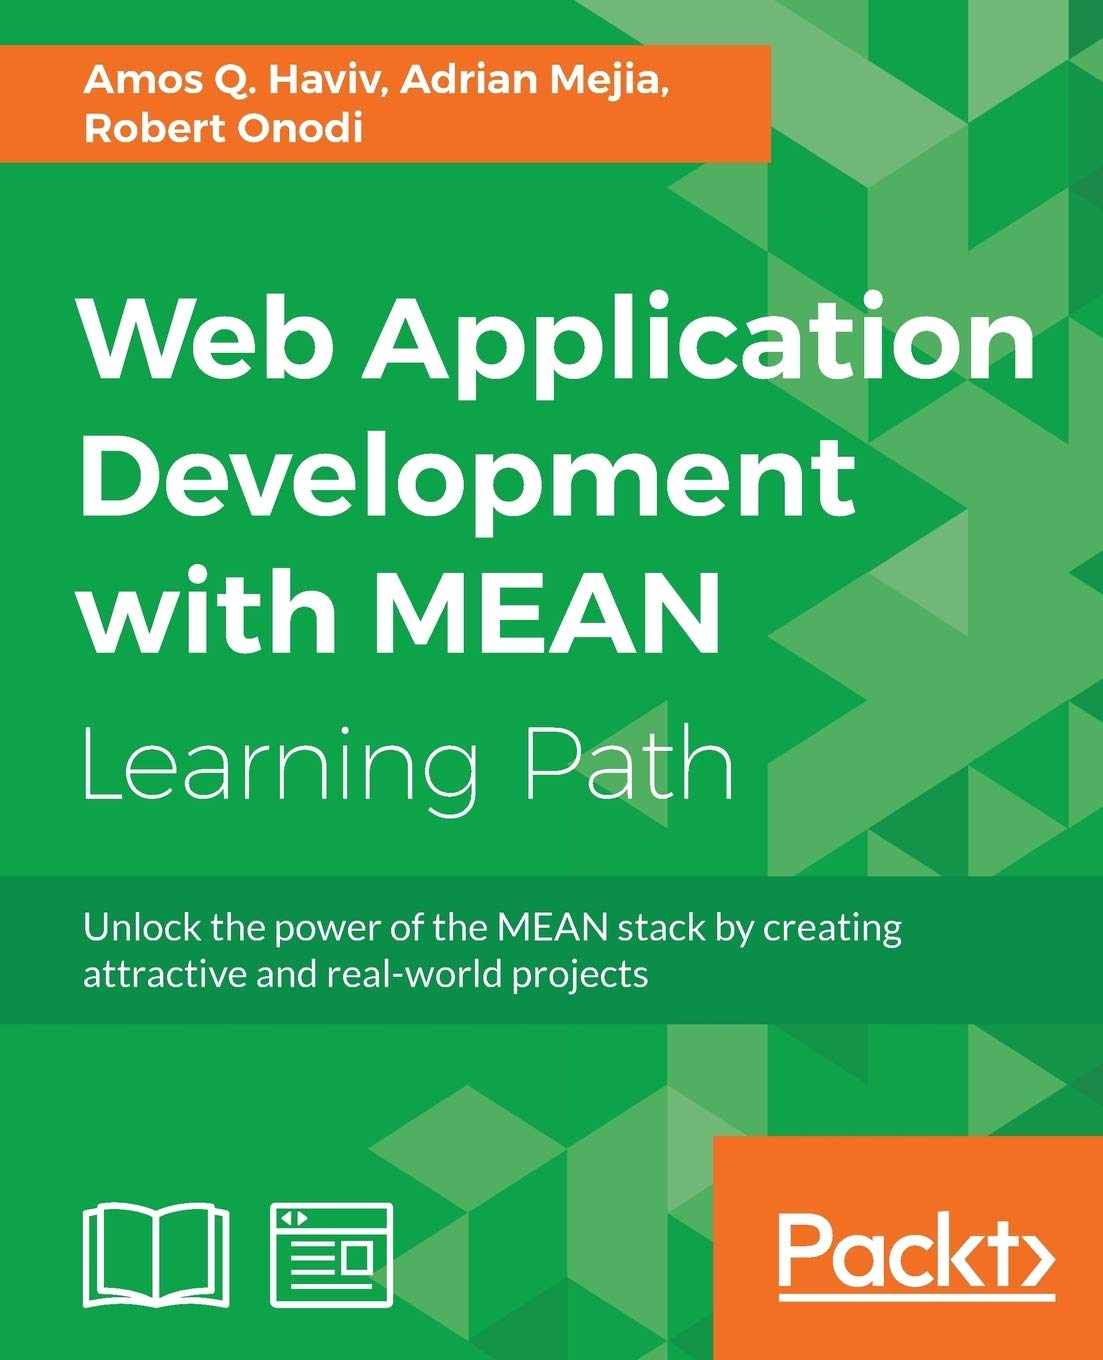 Amos Q. Haviv, Adrian Mejia,
Robert Onodi
Web Application
Development
with MEAN
Learning Path
Unlock the power of the MEAN stack by creating
attractive and real-world projects
Packt>